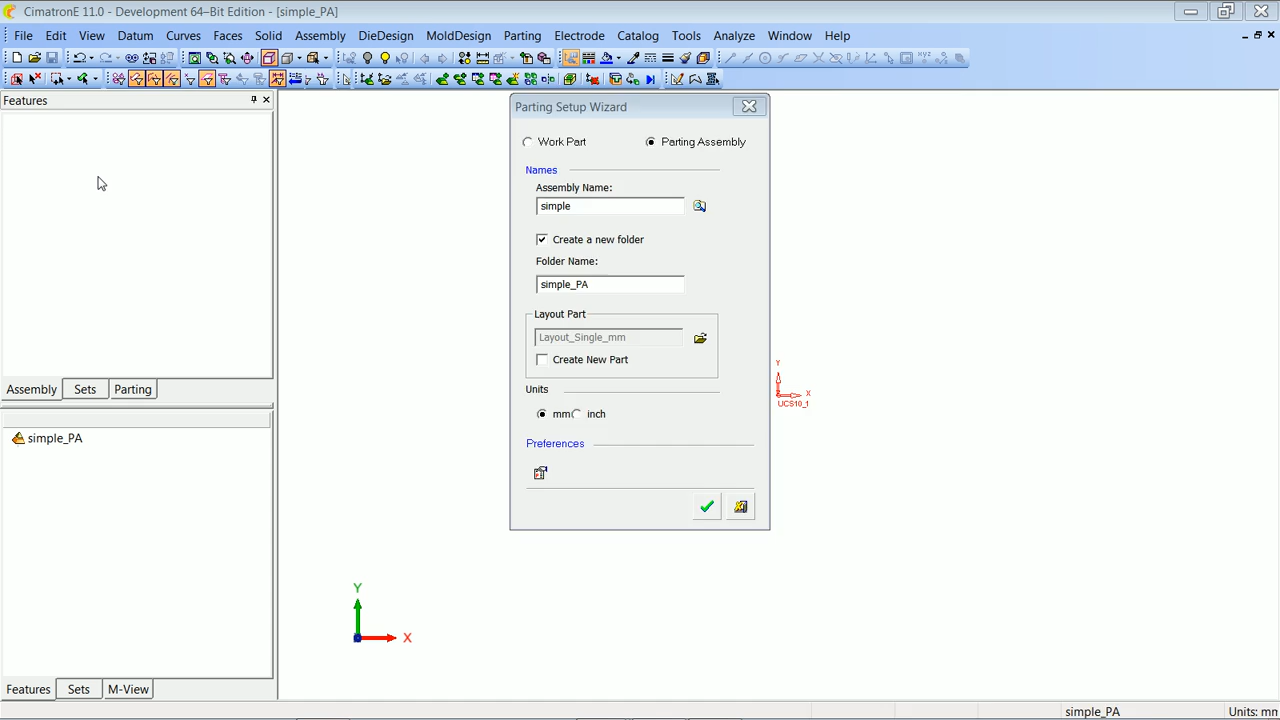 CimatronE 11.0 - Development 64-Bit Edition - [simple_PA]
File Edit View Datum Curves Faces Solid Assembly DieDesign MoldDesign Parting Electrode Catalog Tools Analyze Window Help
Features
Assembly Sets Parting
simple_PA
Features Sets M-View
Parting Setup Wizard
Work Part Parting Assembly
Names
Assembly Name:
simple
Create a new folder
Folder Name:
simple_PA
Layout Part
Layout_Single_mm
Create New Part
Units
mm inch
Preferences
Y
X
UCS10_1
Y
X
simple_PA Units: mn